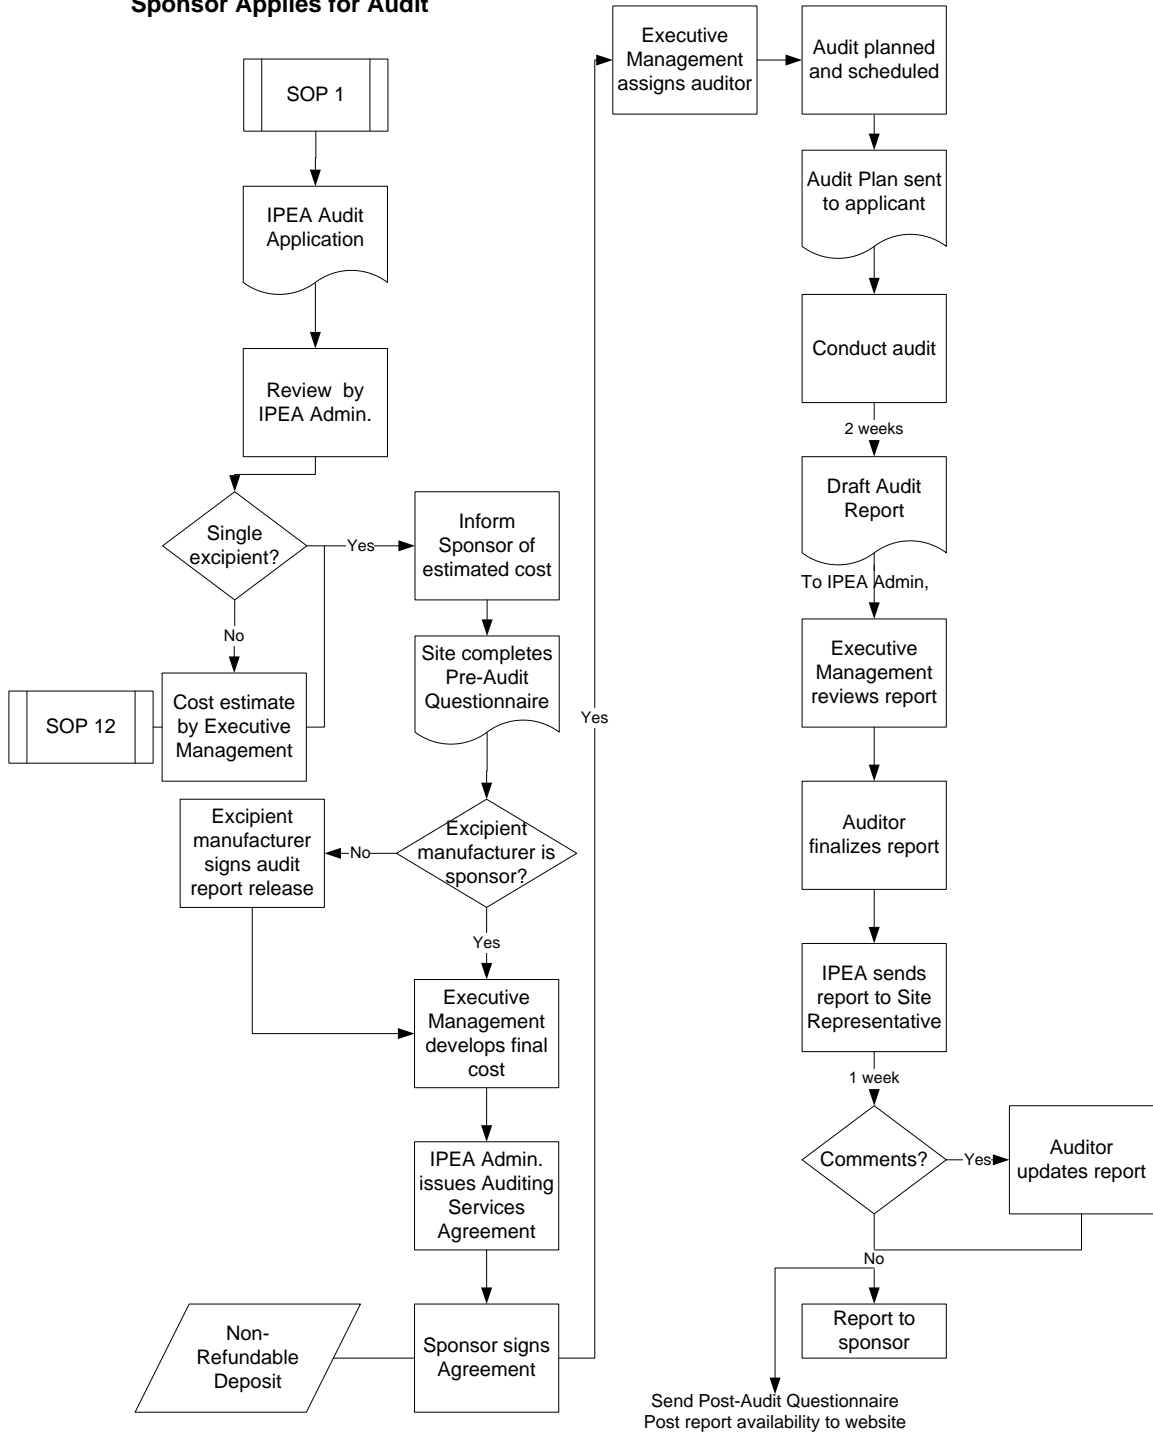 Sponsor Applies for Audit
SOP 1
IPEA Audit
Application
Review by
IPEA Admin.
Single
excipient?
Yes
No
Inform
Sponsor of
estimated cost
SOP 12
Cost estimate
by Executive
Management
Site completes
Pre-Audit
Questionnaire
Excipient
manufacturer is
sponsor?
No
Excipient
manufacturer
signs audit
report release
Yes
Executive
Management
develops final
cost
IPEA Admin.
issues Auditing
Services
Agreement
Non-
Refundable
Deposit
Sponsor signs
Agreement
Yes
Executive
Management
assigns auditor
Audit planned
and scheduled
Audit Plan sent
to applicant
Conduct audit
2 weeks
Draft Audit
Report
To IPEA Admin,
Executive
Management
reviews report
Auditor
finalizes report
IPEA sends
report to Site
Representative
1 week
Comments?
Yes
Auditor
updates report
No
Report to
sponsor
Send Post-Audit Questionnaire
Post report availability to website